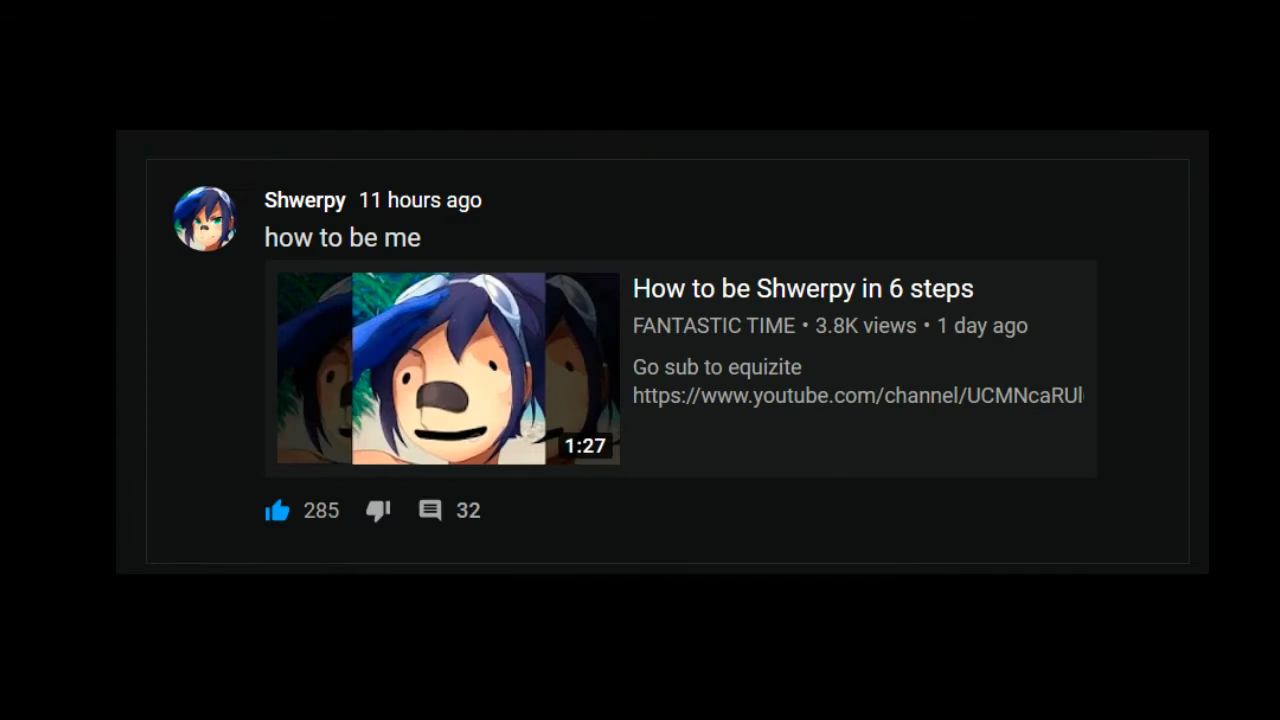 Shwerpy 11 hours ago
how to be me
How to be Shwerpy in 6 steps
FANTASTIC TIME • 3.8K views • 1 day ago
Go sub to equizite
https://www.youtube.com/channel/UCMNcaRUl
1:27
285 32